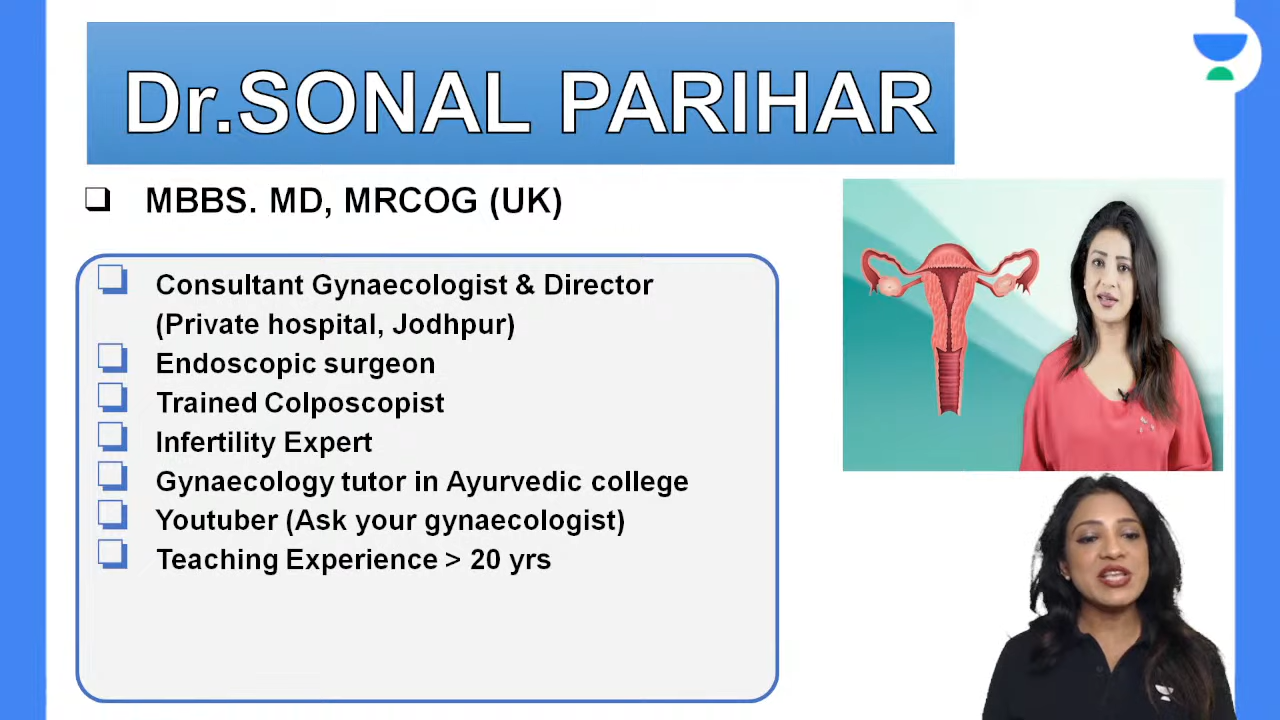 Dr.SONAL PARIHAR
MBBS. MD, MRCOG (UK)
Consultant Gynaecologist & Director
(Private hospital, Jodhpur)
Endoscopic surgeon
Trained Colposcopist
Infertility Expert
Gynaecology tutor in Ayurvedic college
Youtuber (Ask your gynaecologist)
Teaching Experience > 20 yrs